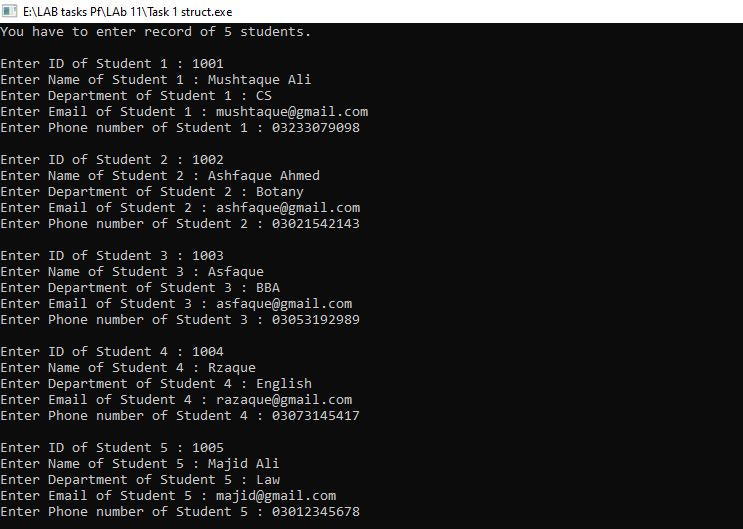 E:\LAB tasks Pf\LAb 11\Task 1 struct.exe
You have to enter record of 5 students.
Enter ID of Student 1 : 1001
Enter Name of Student 1 : Mushtaque Ali
Enter Department of Student 1 : CS
Enter Email of Student 1 : mushtaque@gmail.com
Enter Phone number of Student 1 : 03233079098
Enter ID of Student 2 : 1002
Enter Name of Student 2 : Ashfaque Ahmed
Enter Department of Student 2 : Botany
Enter Email of Student 2 : ashfaque@gmail.com
Enter Phone number of Student 2 : 03021542143
Enter ID of Student 3 : 1003
Enter Name of Student 3 : Asfaque
Enter Department of Student 3 : BBA
Enter Email of Student 3 : asfaque@gmail.com
Enter Phone number of Student 3 : 03053192989
Enter ID of Student 4 : 1004
Enter Name of Student 4 : Rzaque
Enter Department of Student 4 : English
Enter Email of Student 4 : razaque@gmail.com
Enter Phone number of Student 4 : 03073145417
Enter ID of Student 5 : 1005
Enter Name of Student 5 : Majid Ali
Enter Department of Student 5 : Law
Enter Email of Student 5 : majid@gmail.com
Enter Phone number of Student 5 : 03012345678